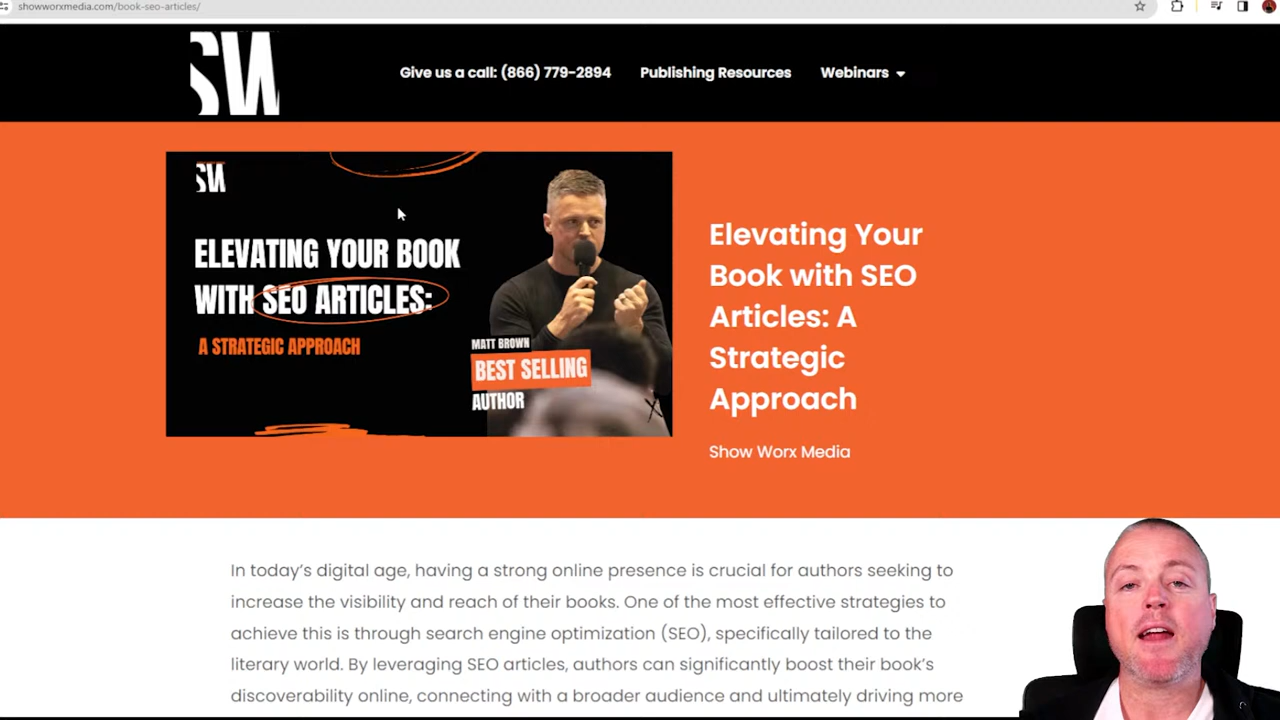 showworxmedia.com/book-seo-articles/
SW
Give us a call: (866) 779-2894 Publishing Resources Webinars
SW
ELEVATING YOUR BOOK
WITH SEO ARTICLES:
A STRATEGIC APPROACH
MATT BROWN
BEST SELLING
AUTHOR
Elevating Your
Book with SEO
Articles: A
Strategic
Approach
Show Worx Media
In today’s digital age, having a strong online presence is crucial for authors seeking to
increase the visibility and reach of their books. One of the most effective strategies to
achieve this is through search engine optimization (SEO), specifically tailored to the
literary world. By leveraging SEO articles, authors can significantly boost their book’s
discoverability online, connecting with a broader audience and ultimately driving more